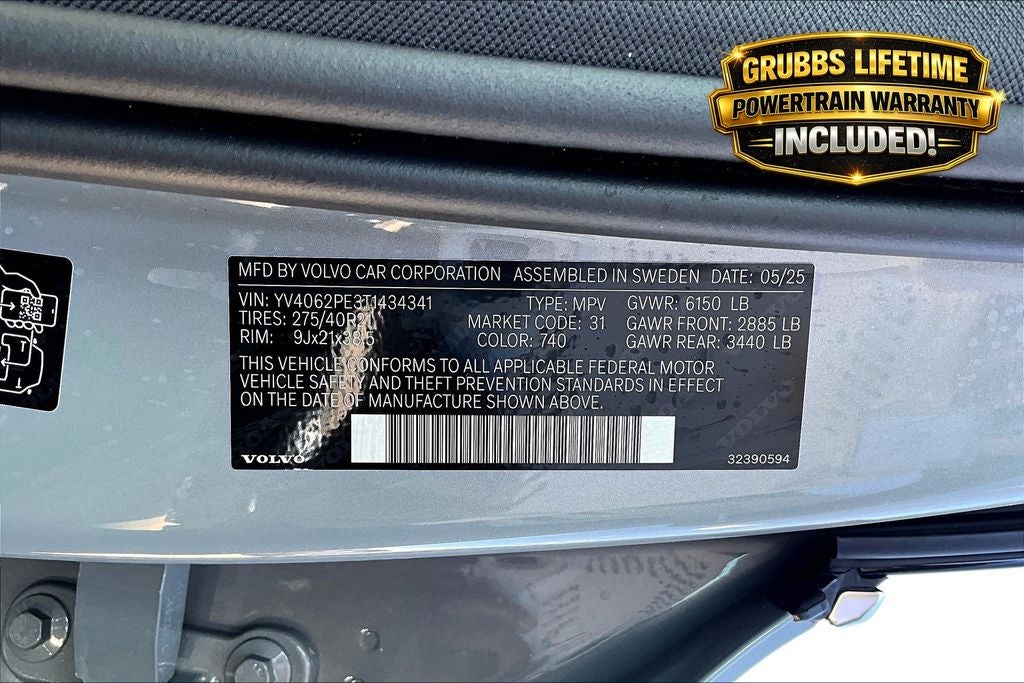 GRUBBS LIFETIME
POWERTRAIN WARRANTY
INCLUDED!
MFD BY VOLVO CAR CORPORATION ASSEMBLED IN SWEDEN DATE: 05/25
VIN: YV4062PE3T1434341 TYPE: MPV GVWR: 6150 LB
TIRES: 275/40R21 MARKET CODE: 31 GAWR FRONT: 2885 LB
RIM: 9Jx21x38.5 COLOR: 740 GAWR REAR: 3440 LB
THIS VEHICLE CONFORMS TO ALL APPLICABLE FEDERAL MOTOR
VEHICLE SAFETY AND THEFT PREVENTION STANDARDS IN EFFECT
ON THE DATE OF MANUFACTURE SHOWN ABOVE.
VOLVO 32390594